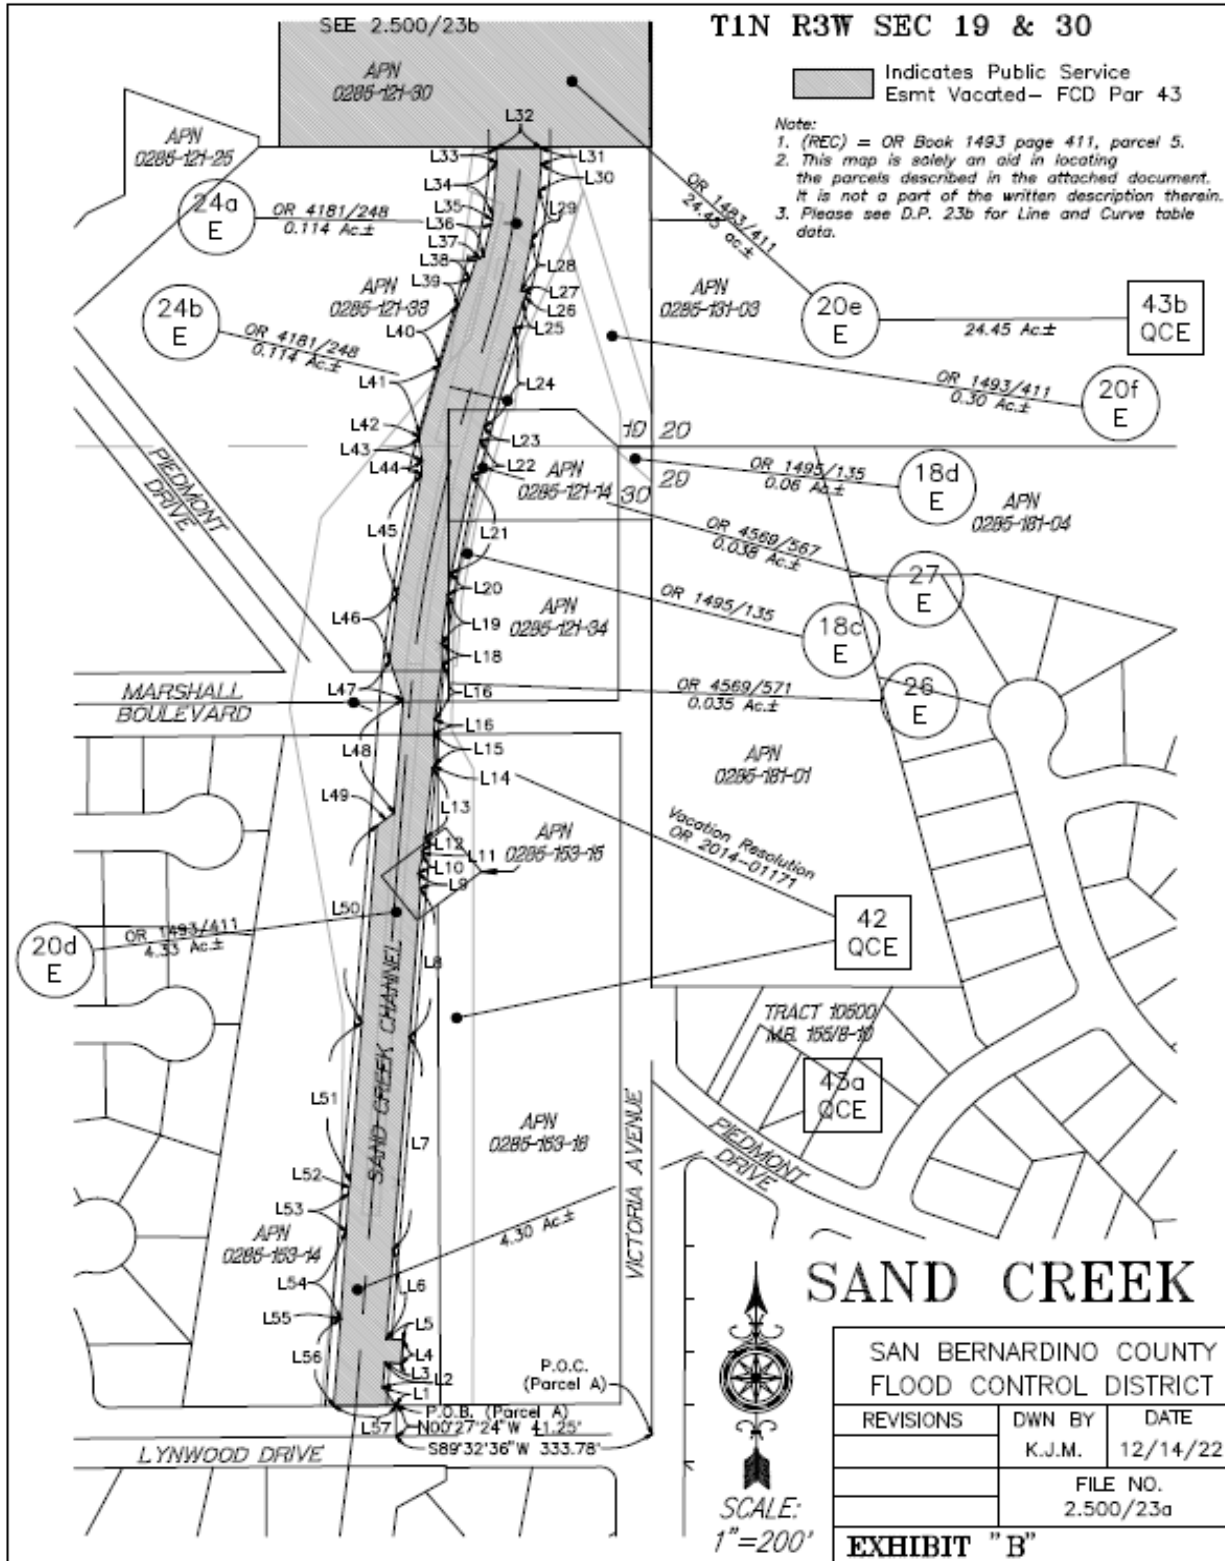 SEE 2.500/23b
T1N R3W SEC 19 & 30
Indicates Public Service
Esmt Vacated– FCD Par 43
Note:
1. (REC) = OR Book 1493 page 411, parcel 5.
2. This map is solely an aid in locating
the parcels described in the attached document.
It is not a part of the written description therein.
3. Please see D.P. 23b for Line and Curve table
data.
APN
0285-121-30
APN
0285-121-25
L32
L33
L31
L30
L34
L29
L35
L36
L37
L28
L38
L39
L27
L26
L25
L40
24a
E
OR 4181/248
0.114 Ac.±
24b
E
OR 4181/248
0.114 Ac.±
APN
0285-121-33
OR 1493/411
24.45 ac.±
APN
0285-131-03
20e
E
24.45 Ac.±
43b
QCE
OR 1493/411
0.30 Ac.±
20f
E
L41
L24
L42
L43
L44
L23
L22
19 20
30 29
APN
0285-121-14
OR 1495/135
0.06 Ac.±
18d
E
APN
0285-181-04
PIEDMONT
DRIVE
L45
L21
OR 4569/567
0.038 Ac.±
27
E
L46
L20
L19
L18
APN
0285-121-34
OR 1495/135
18c
E
MARSHALL
BOULEVARD
L47
L16
OR 4569/571
0.035 Ac.±
26
E
L48
L16
L15
L14
APN
0285-181-01
L49
L13
L12
L11
L10
L9
APN
0285-153-15
Vacation Resolution
OR 2014-01171
42
QCE
L50
OR 1493/411
4.33 Ac.±
20d
E
L8
SAND CREEK CHANNEL
TRACT 10500
M.B. 155/8-10
43a
QCE
L51
L7
APN
0285-153-16
VICTORIA AVENUE
PIEDMONT
DRIVE
L52
L53
APN
0285-153-14
4.30 Ac.±
L54
L55
L56
L6
L5
L4
L3
L2
L1
L57
P.O.C.
(Parcel A)
P.O.B. (Parcel A)
N00°27'24"W 41.25'
S89°32'36"W 333.78'
LYNWOOD DRIVE
SCALE:
1"=200'
SAND CREEK
SAN BERNARDINO COUNTY
FLOOD CONTROL DISTRICT
REVISIONS
DWN BY
DATE
K.J.M.
12/14/22
FILE NO.
2.500/23a
EXHIBIT "B"